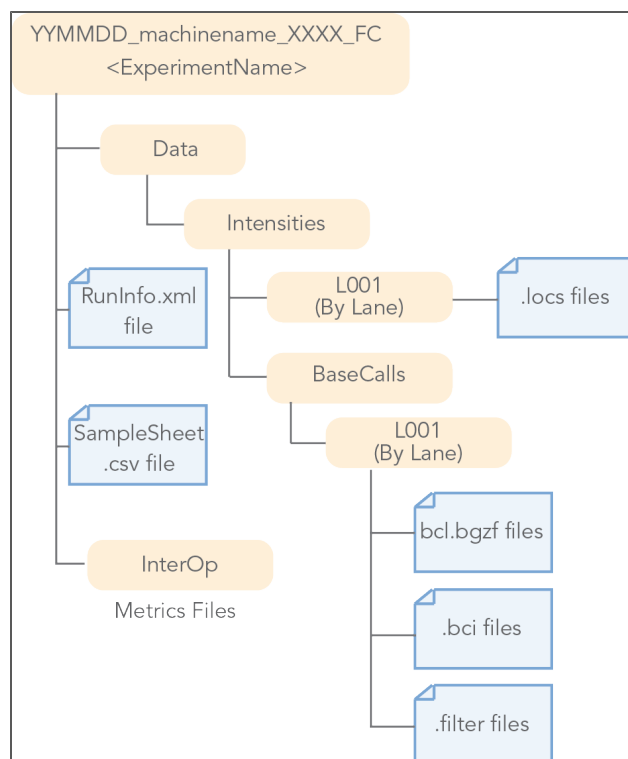 YYMMDD_machinename_XXXX_FC
<ExperimentName>
Data
Intensities
RunInfo.xml
file
L001
(By Lane)
.locs files
BaseCalls
SampleSheet
.csv file
L001
(By Lane)
bcl.bgzf files
InterOp
Metrics Files
.bci files
.filter files